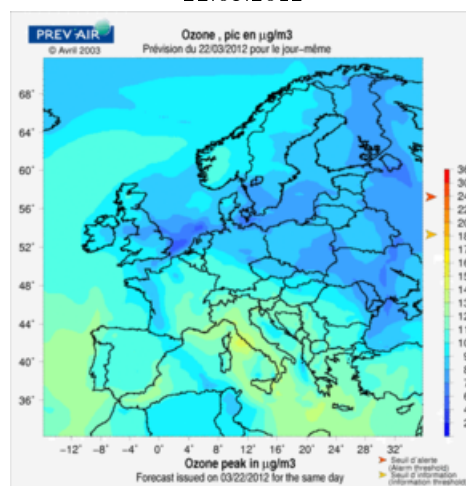 PREV'AIR
© Avril 2003
Ozone , pic en µg/m3
Prévision du 22/03/2012 pour le jour-même
68°
64°
60°
56°
52°
48°
44°
40°
36°
−12° −8° −4° 0° 4° 8° 12° 16° 20° 24° 28° 32°
Ozone peak in µg/m3
Forecast issued on 03/22/2012 for the same day
Seuil d'alerte
(Alarm threshold)
Seuil d'information
(Information threshold)